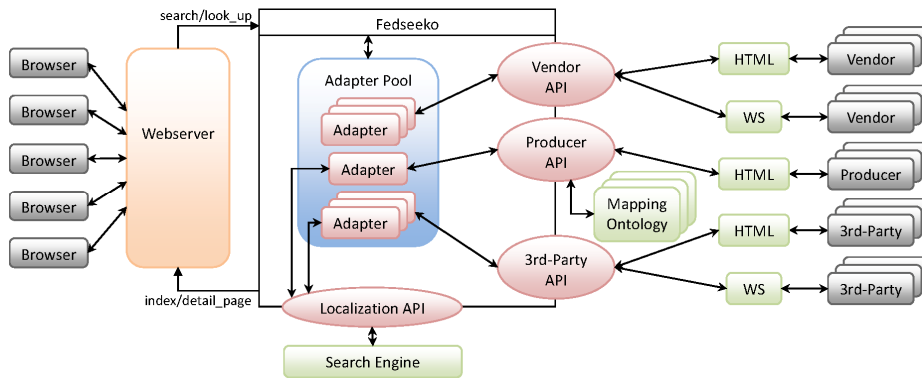 search/look_up
Fedseeko
Browser
Browser
Browser
Browser
Browser
Webserver
index/detail_page
Adapter Pool
Adapter
Adapter
Adapter
Vendor
API
Producer
API
Mapping
Ontology
3rd-Party
API
Localization API
Search Engine
HTML
Vendor
WS
Vendor
HTML
Producer
HTML
3rd-Party
WS
3rd-Party